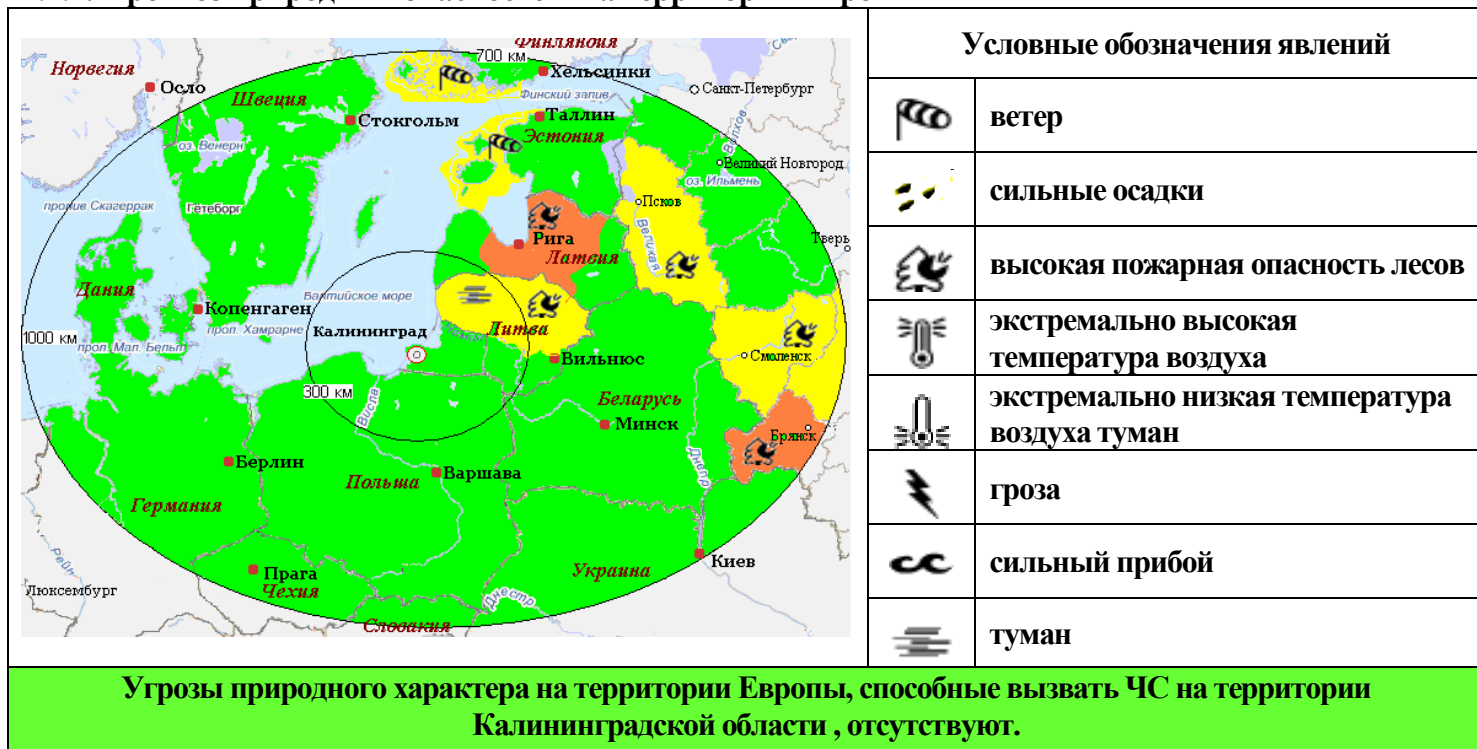 Условные обозначения явлений
Финляндия
700 км
Норвегия
Хельсинки
Осло
Санкт-Петербург
Швеция
Финский залив
Стокгольм
Таллин
Эстония
Волхов
оз. Венерн
Великий Новгород
оз. Ильмень
Псков
пролив Скагеррак
Гётеборг
Великая
Рига
Тверь
Латвия
Дания
Балтийское море
Копенгаген
1000 км
прол. Хамрарне
Калининград
Литва
прол. Мал. Бельт
Вильнюс
Смоленск
300 км
Висла
Беларусь
Минск
Брянск
Днепр
Берлин
Польша
Варшава
Германия
Рейн
Киев
Прага
Украина
Люксембург
Чехия
Днестр
Словакия
ветер
сильные осадки
высокая пожарная опасность лесов
экстремально высокая
температура воздуха
экстремально низкая температура
воздуха туман
гроза
сильный прибой
туман
Угрозы природного характера на территории Европы, способные вызвать ЧС на территории
Калининградской области , отсутствуют.